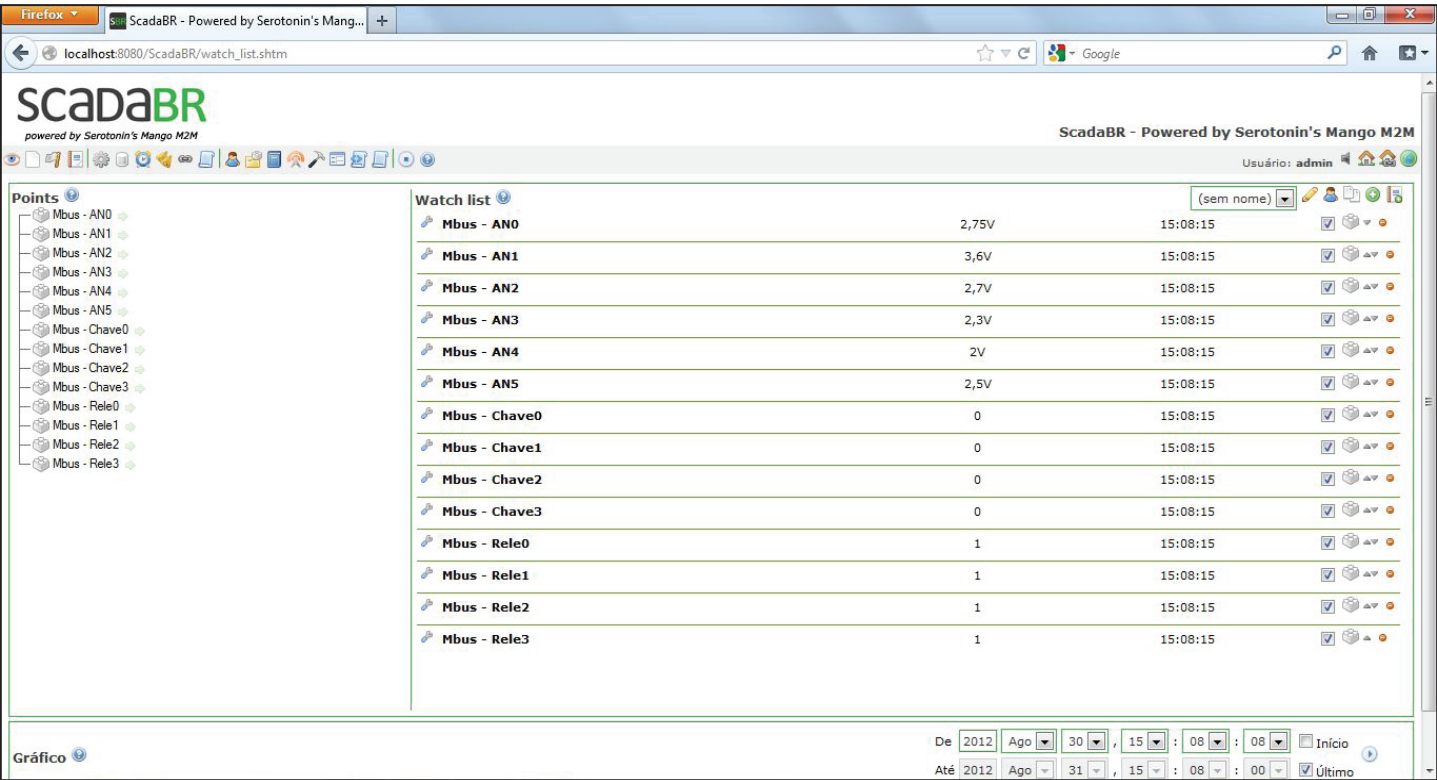 Firefox
SBR ScadaBR - Powered by Serotonin's Mang... +
localhost:8080/ScadaBR/watch_list.shtm
Google
scadaBR
powered by Serotonin's Mango M2M
ScadaBR - Powered by Serotonin's Mango M2M
Usuário: admin
Points
Mbus - AN0
Mbus - AN1
Mbus - AN2
Mbus - AN3
Mbus - AN4
Mbus - AN5
Mbus - Chave0
Mbus - Chave1
Mbus - Chave2
Mbus - Chave3
Mbus - Rele0
Mbus - Rele1
Mbus - Rele2
Mbus - Rele3
Watch list (sem nome)
Mbus - AN0 2,75V 15:08:15
Mbus - AN1 3,6V 15:08:15
Mbus - AN2 2,7V 15:08:15
Mbus - AN3 2,3V 15:08:15
Mbus - AN4 2V 15:08:15
Mbus - AN5 2,5V 15:08:15
Mbus - Chave0 0 15:08:15
Mbus - Chave1 0 15:08:15
Mbus - Chave2 0 15:08:15
Mbus - Chave3 0 15:08:15
Mbus - Rele0 1 15:08:15
Mbus - Rele1 1 15:08:15
Mbus - Rele2 1 15:08:15
Mbus - Rele3 1 15:08:15
Gráfico
De 2012 Ago 30 , 15 : 08 : 08 Início
Até 2012 Ago 31 , 15 : 08 : 00 Último